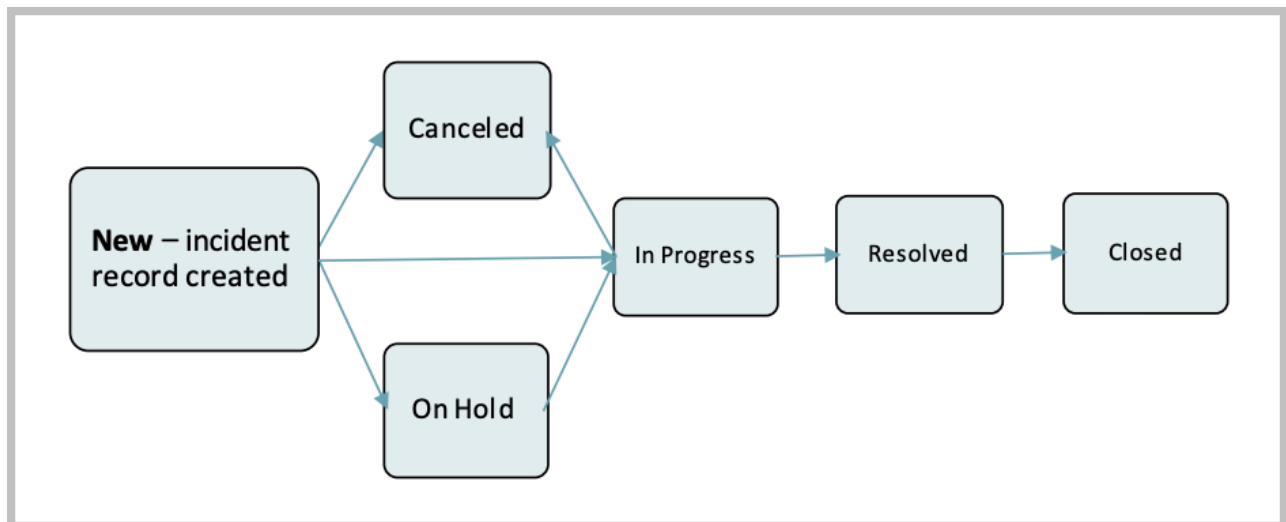 Canceled
New – incident
record created
In Progress
Resolved
Closed
On Hold